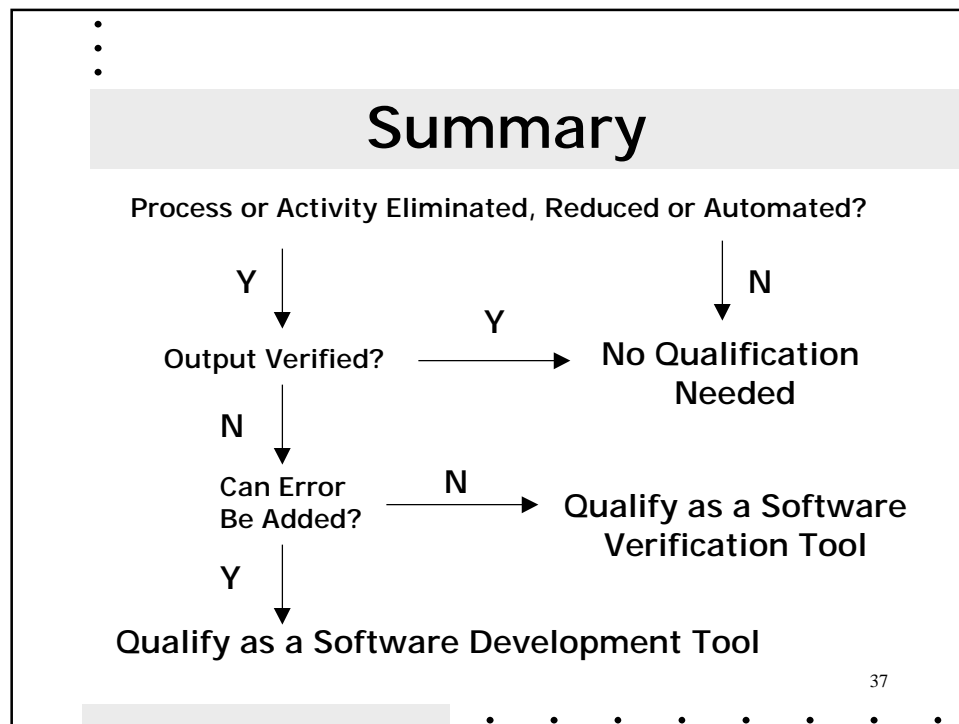 Summary
Process or Activity Eliminated, Reduced or Automated?
Y
N
Y
Output Verified?
No Qualification
Needed
N
Can Error
Be Added?
N
Qualify as a Software
Verification Tool
Y
Qualify as a Software Development Tool
37